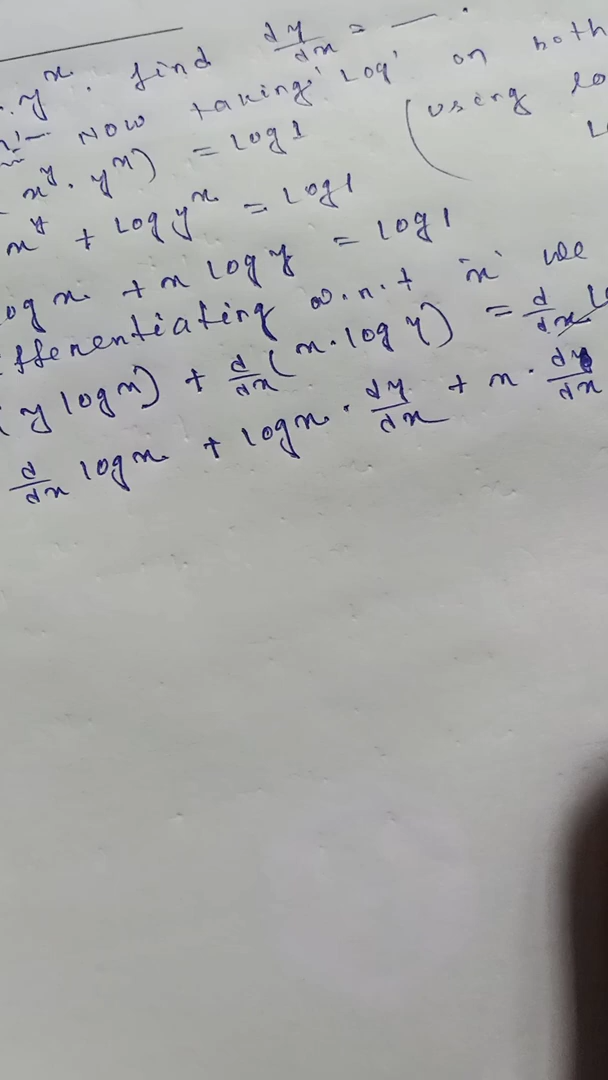 . y^x . find dy/dx = — .
Now taking 'Log' on both
x^y · y^x) = log 1 (using
x^y + Log y^x = Log 1
og x + x log y = log 1
ifferentiating w.r.t 'x' we
( y log x) + d/dx (x · log y) = d/dx
d/dx log x + log x · dy/dx + x · dy/dx